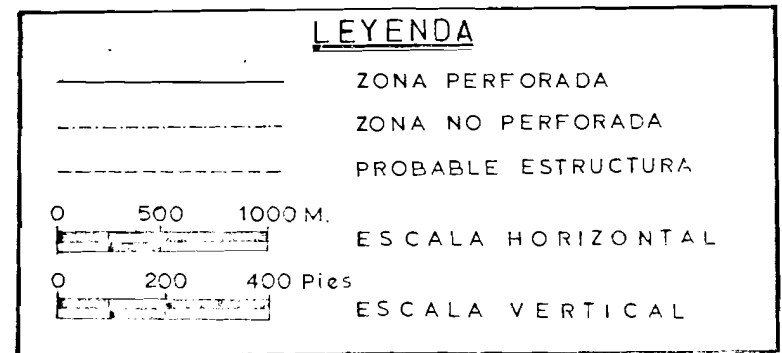 LEYENDA
ZONA PERFORADA
ZONA NO PERFORADA
PROBABLE ESTRUCTURA
0 500 1000 M.
ESCALA HORIZONTAL
0 200 400 Pies
ESCALA VERTICAL